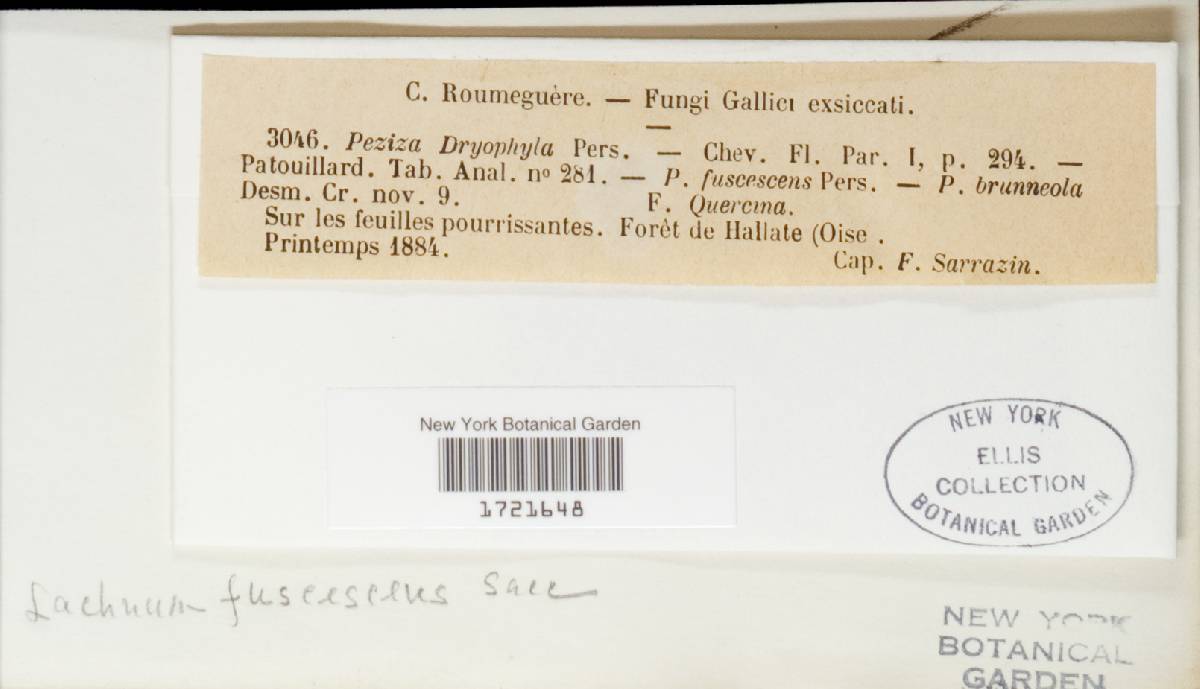 C. Roumeguère. — Fungi Gallici exsiccati.
—
3046. Peziza Dryophyla Pers. — Chev. Fl. Par. I, p. 294. —
Patouillard. Tab. Anal. nº 281. — P. fuscescens Pers. — P. brunneola
Desm. Cr. nov. 9. F. Quercina.
Sur les feuilles pourrissantes. Forêt de Hallate (Oise .
Printemps 1884.
Cap. F. Sarrazin.
New York Botanical Garden
1721648
NEW YORK
ELLIS
COLLECTION
BOTANICAL GARDEN
Lachnum fuscescens Sacc
NEW YORK
BOTANICAL
GARDEN